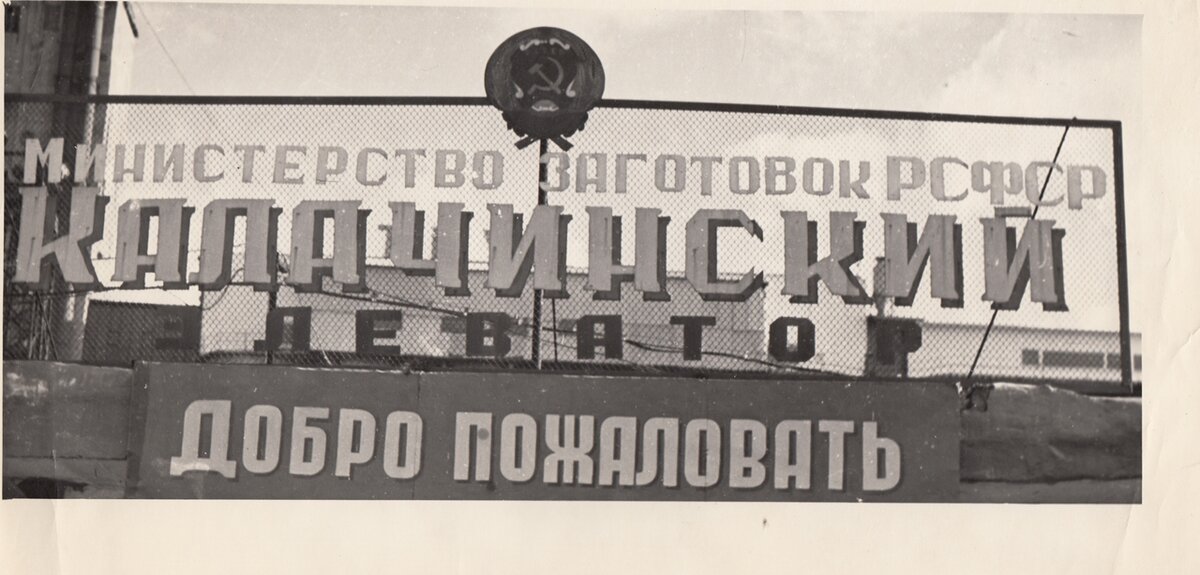 МИНИСТЕРСТВО ЗАГОТОВОК РСФСР
КАЛАЧИНСКИЙ
ЭЛЕВАТОР
ДОБРО ПОЖАЛОВАТЬ